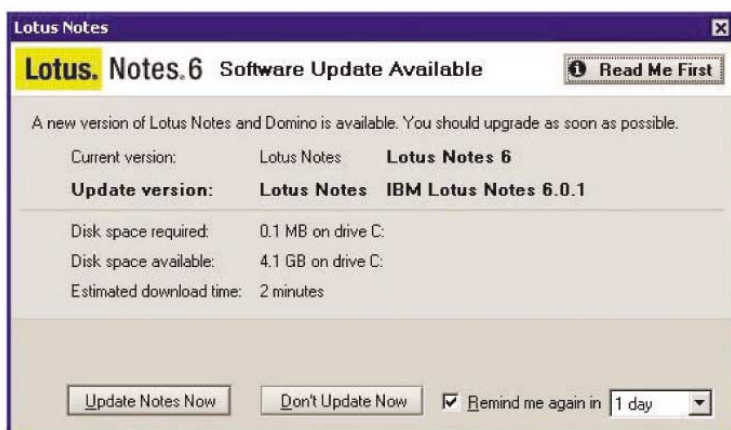 Lotus Notes
Lotus. Notes.6 Software Update Available Read Me First
A new version of Lotus Notes and Domino is available. You should upgrade as soon as possible.
Current version: Lotus Notes Lotus Notes 6
Update version: Lotus Notes IBM Lotus Notes 6.0.1
Disk space required: 0.1 MB on drive C:
Disk space available: 4.1 GB on drive C:
Estimated download time: 2 minutes
Update Notes Now Don't Update Now Remind me again in 1 day